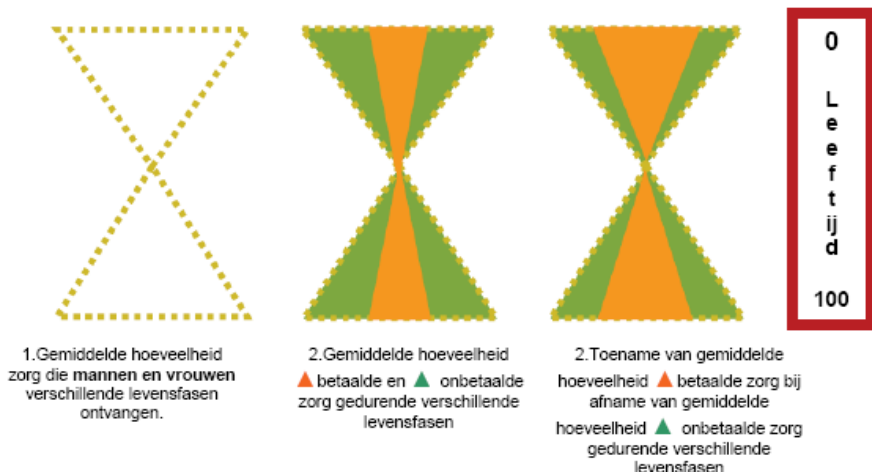 1.Gemiddelde hoeveelheid
zorg die mannen en vrouwen
verschillende levensfasen
ontvangen.
2.Gemiddelde hoeveelheid
betaalde en onbetaalde
zorg gedurende verschillende
levensfasen
2.Toename van gemiddelde
hoeveelheid betaalde zorg bij
afname van gemiddelde
hoeveelheid onbetaalde zorg
gedurende verschillende
levensfasen
0
Leeftijd
100